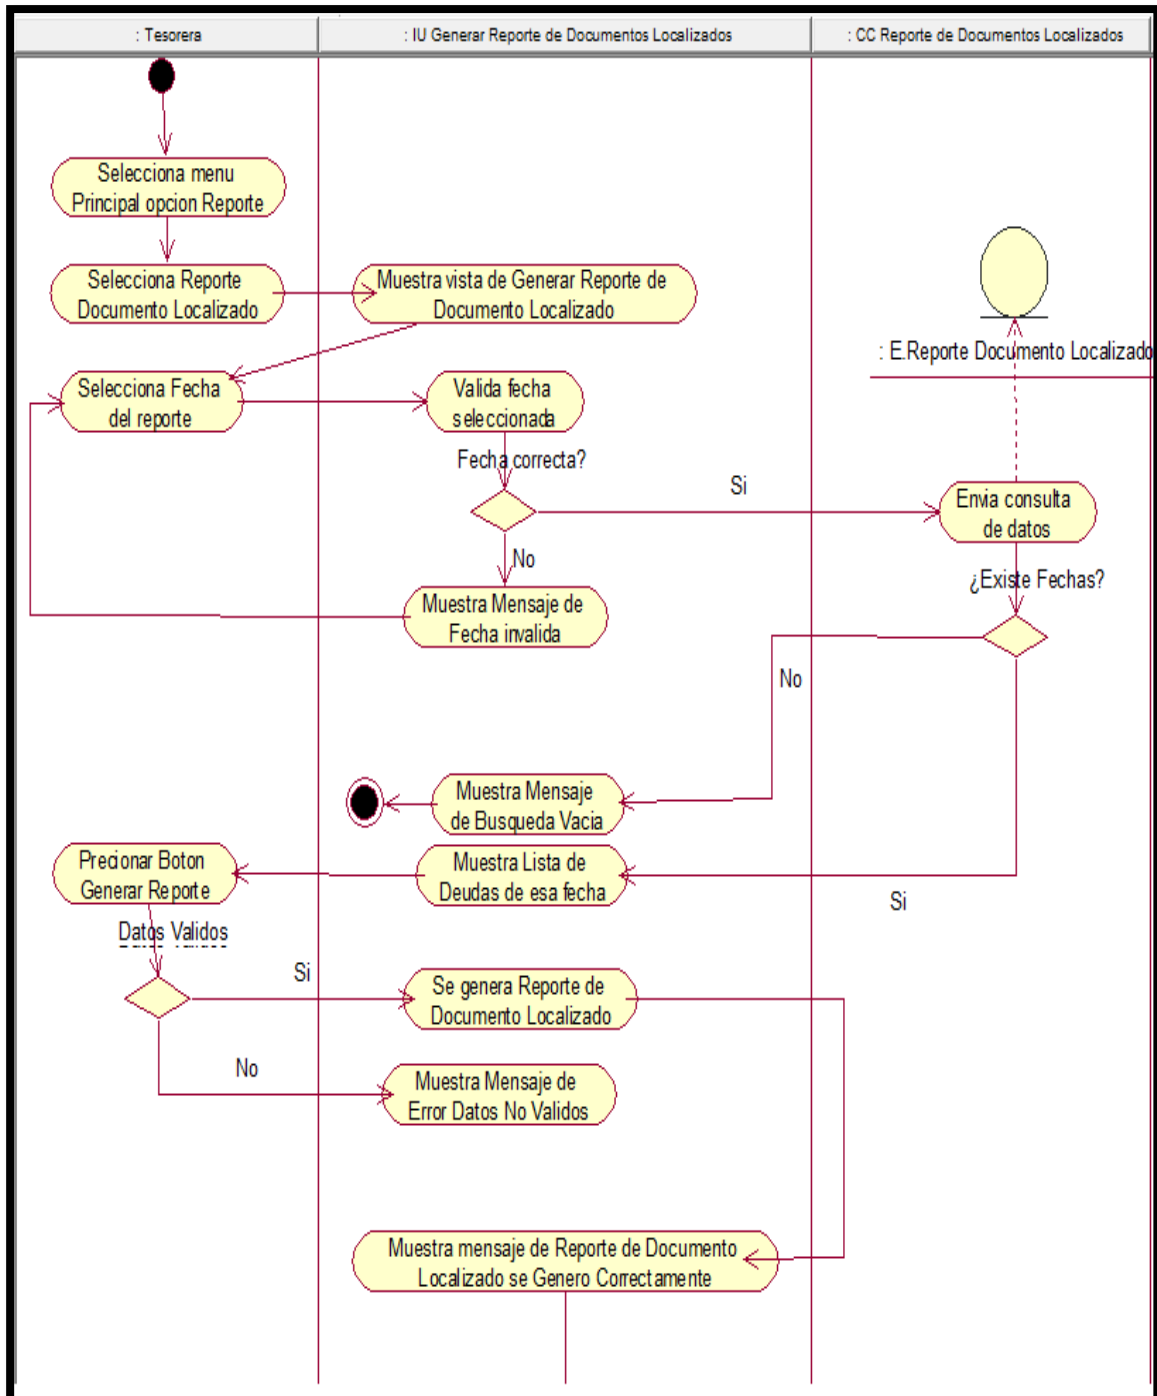 : Tesorera
: IU Generar Reporte de Documentos Localizados
: CC Reporte de Documentos Localizados
Selecciona menu
Principal opcion Reporte
Selecciona Reporte
Documento Localizado
Muestra vista de Generar Reporte de
Documento Localizado
: E.Reporte Documento Localizado
Selecciona Fecha
del reporte
Valida fecha
seleccionada
Fecha correcta?
Si
Envia consulta
de datos
No
¿Existe Fechas?
Muestra Mensaje de
Fecha invalida
No
Muestra Mensaje
de Busqueda Vacia
Precionar Boton
Generar Reporte
Muestra Lista de
Deudas de esa fecha
Si
Datos Validos
Si
Se genera Reporte de
Documento Localizado
No
Muestra Mensaje de
Error Datos No Validos
Muestra mensaje de Reporte de Documento
Localizado se Genero Correctamente